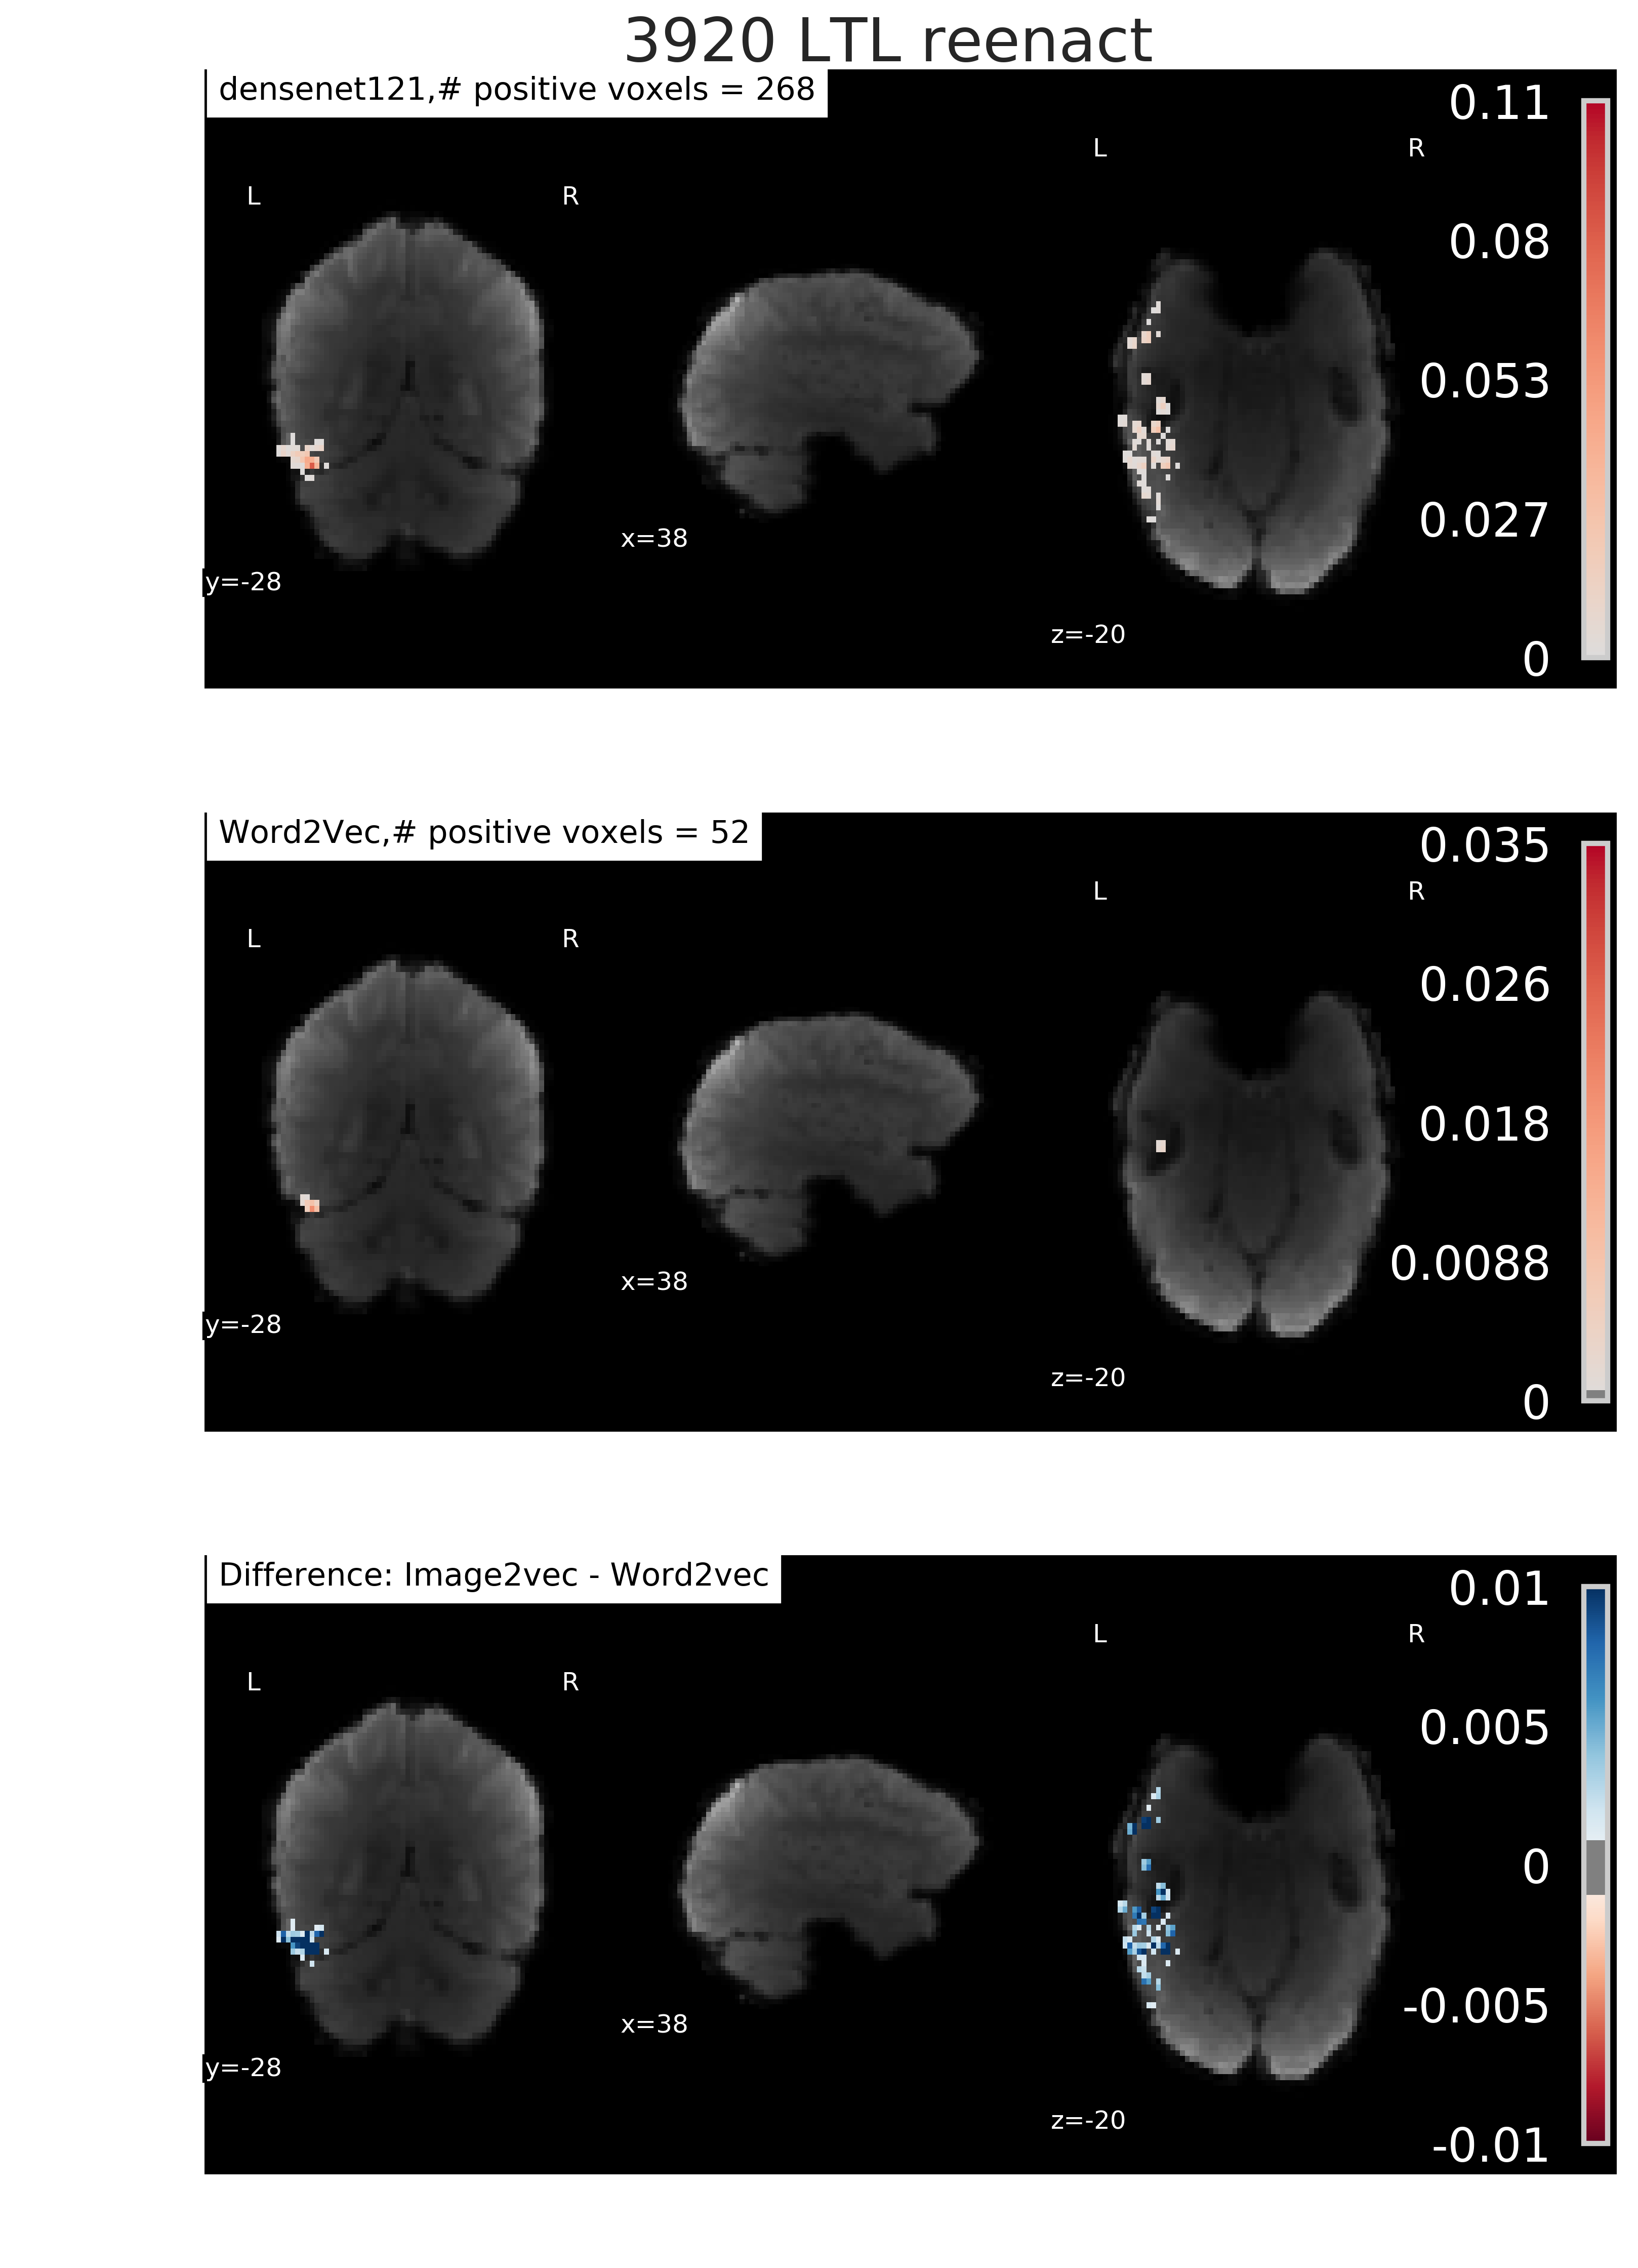 3920 LTL reenact
densenet121,# positive voxels = 268
0.11
L R
L R
0.08
0.053
0.027
x=38
y=-28
z=-20
0
Word2Vec,# positive voxels = 52
0.035
L R
L R
0.026
0.018
0.0088
x=38
y=-28
z=-20
0
Difference: Image2vec - Word2vec
0.01
L R
L R
0.005
0
-0.005
x=38
y=-28
z=-20
-0.01